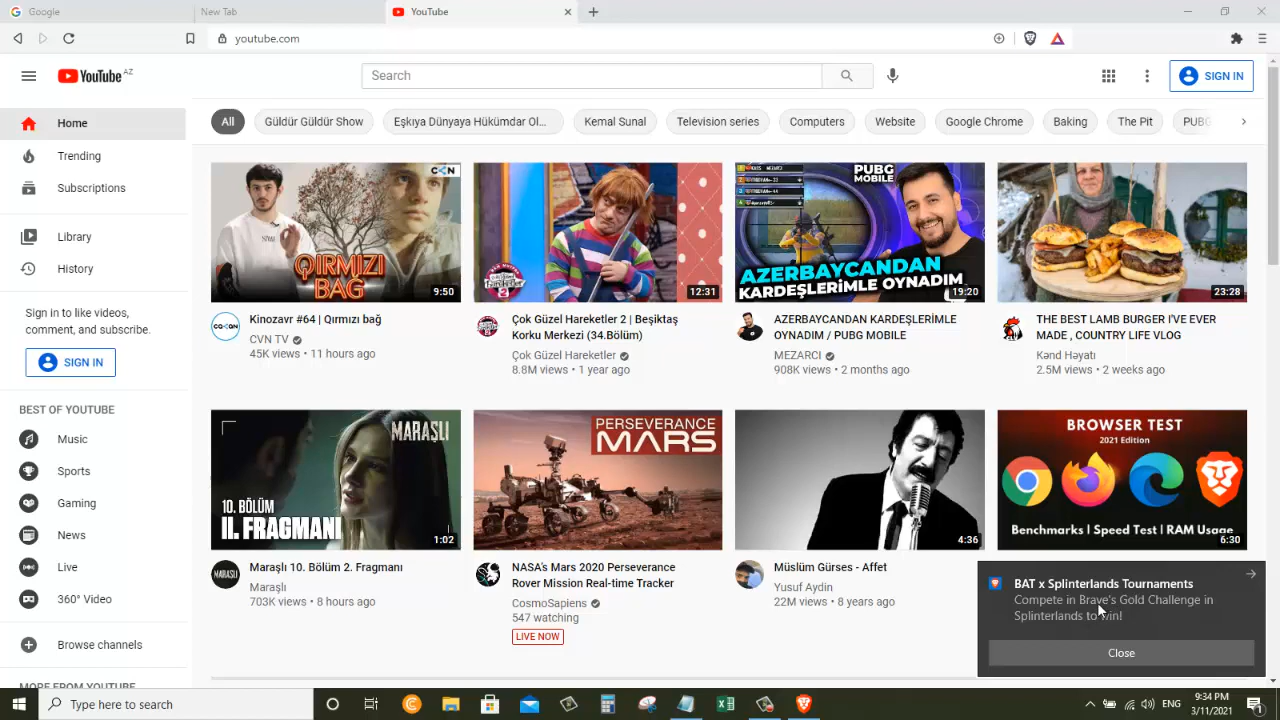 Google
New Tab
YouTube
youtube.com
YouTube AZ
Search
SIGN IN
Home
Trending
Subscriptions
Library
History
Sign in to like videos,
comment, and subscribe.
SIGN IN
BEST OF YOUTUBE
Music
Sports
Gaming
News
Live
360° Video
Browse channels
MORE FROM YOUTUBE
All
Güldür Güldür Show
Eşkıya Dünyaya Hükümdar Ol...
Kemal Sunal
Television series
Computers
Website
Google Chrome
Baking
The Pit
PUBG
QIRMIZI
BAĞ
9:50
Kinozavr #64 | Qırmızı bağ
CVN TV
45K views • 11 hours ago
12:31
Çok Güzel Hareketler 2 | Beşiktaş
Korku Merkezi (34.Bölüm)
Çok Güzel Hareketler
8.8M views • 1 year ago
PUBG
MOBILE
AZERBAYCANDAN
KARDEŞLERIMLE OYNADIM
19:20
AZERBAYCANDAN KARDEŞLERİMLE
OYNADIM / PUBG MOBILE
MEZARCI
908K views • 2 months ago
23:28
THE BEST LAMB BURGER I'VE EVER
MADE , COUNTRY LIFE VLOG
Kənd Həyatı
2.5M views • 2 weeks ago
MARAŞLI
10. BÖLÜM
II. FRAGMANI
1:02
Maraşlı 10. Bölüm 2. Fragmanı
Maraşlı
703K views • 8 hours ago
PERSEVERANCE
MARS
NASA's Mars 2020 Perseverance
Rover Mission Real-time Tracker
CosmoSapiens
547 watching
LIVE NOW
4:36
Müslüm Gürses - Affet
Yusuf Aydin
22M views • 8 years ago
BROWSER TEST
2021 Edition
Benchmarks | Speed Test | RAM Usage
6:30
BAT x Splinterlands Tournaments
Compete in Brave's Gold Challenge in
Splinterlands to win!
Close
Type here to search
ENG
9:34 PM
3/11/2021
1